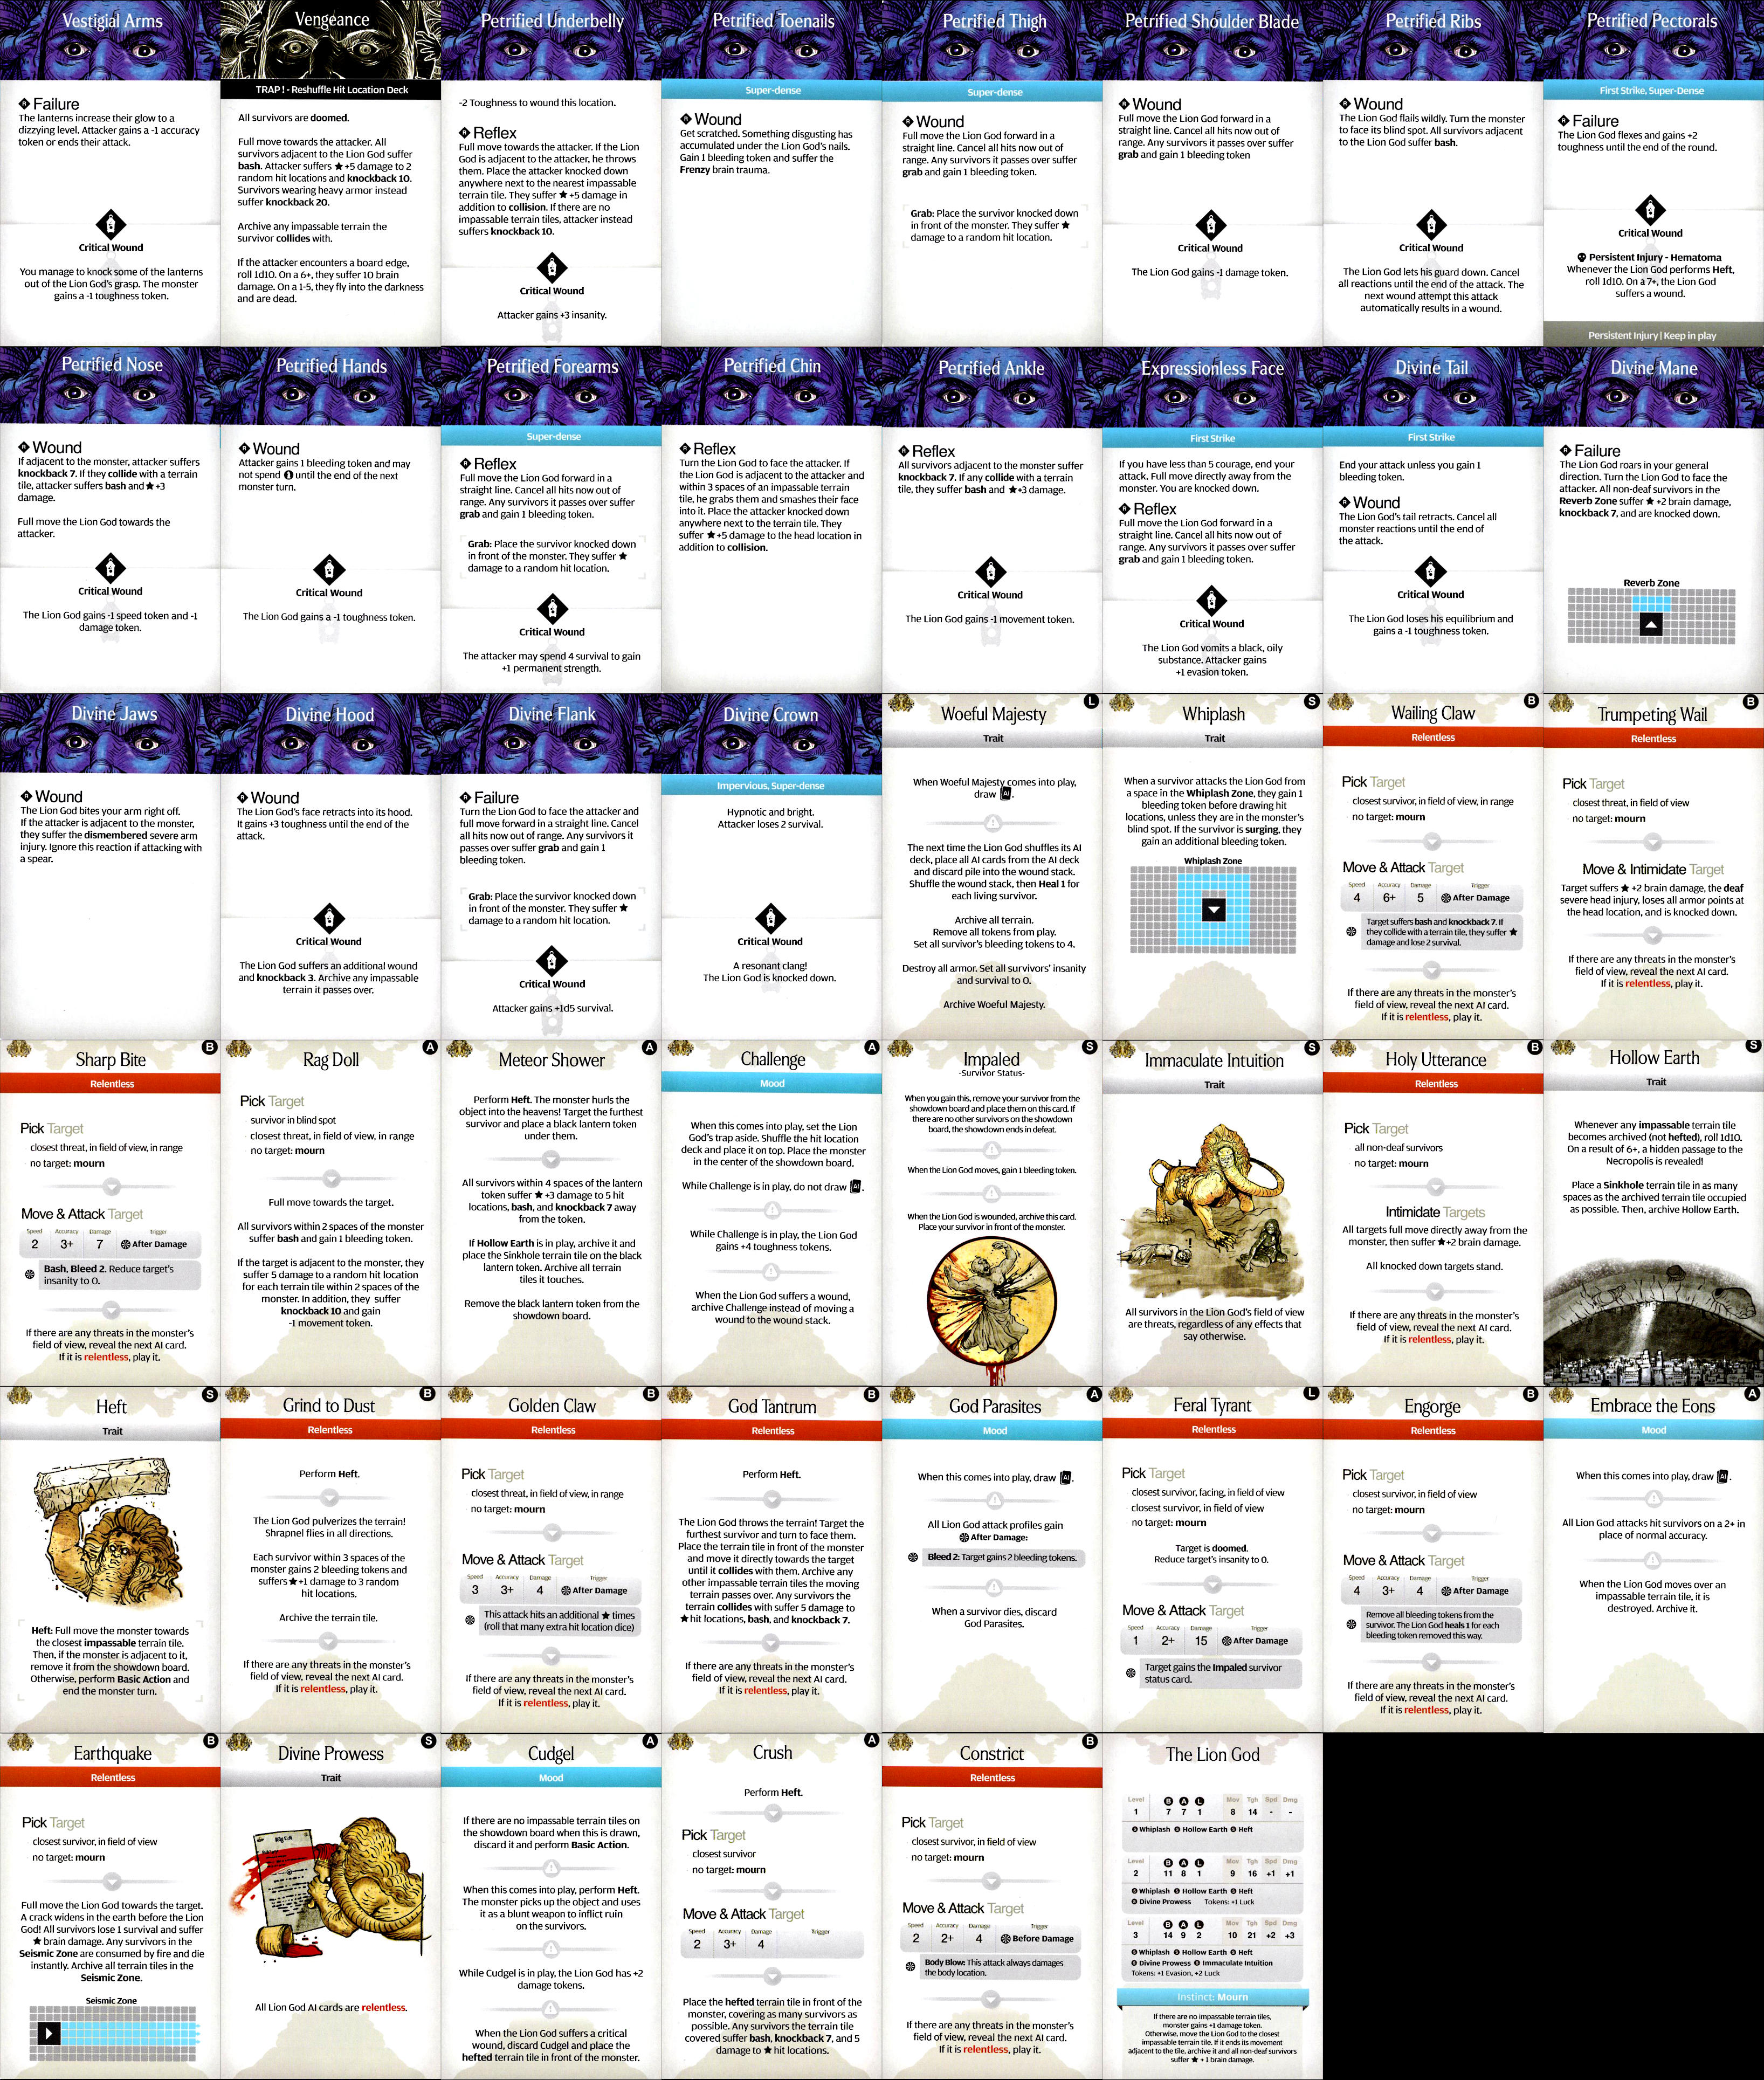 Vestigial Arms
Failure
The lanterns increase their glow to a
dizzying level. Attacker gains a -1 accuracy
token or ends their attack.
Critical Wound
You manage to knock some of the lanterns
out of the Lion God's grasp. The monster
gains a -1 toughness token.
Vengeance
TRAP! - Reshuffle Hit Location Deck
All survivors are doomed.
Full move towards the attacker. All
survivors adjacent to the Lion God suffer
bash. Attacker suffers ★ +5 damage to 2
random hit locations and knockback 10.
Survivors wearing heavy armor instead
suffer knockback 20.
Archive any impassable terrain the
survivor collides with.
If the attacker encounters a board edge,
roll 1d10. On a 6+, they suffer 10 brain
damage. On a 1-5, they fly into the darkness
and are dead.
Petrified Underbelly
-2 Toughness to wound this location.
Reflex
Full move towards the attacker. If the Lion
God is adjacent to the attacker, he throws
them. Place the attacker knocked down
anywhere next to the nearest impassable
terrain tile. They suffer ★ +5 damage in
addition to collision. If there are no
impassable terrain tiles, attacker instead
suffers knockback 10.
Critical Wound
Attacker gains +3 insanity.
Petrified Toenails
Super-dense
Wound
Get scratched. Something disgusting has
accumulated under the Lion God's nails.
Gain 1 bleeding token and suffer the
Frenzy brain trauma.
Petrified Thigh
Super-dense
Wound
Full move the Lion God forward in a
straight line. Cancel all hits now out of
range. Any survivors it passes over suffer
grab and gain 1 bleeding token.
Grab: Place the survivor knocked down
in front of the monster. They suffer ★
damage to a random hit location.
Petrified Shoulder Blade
Wound
Full move the Lion God forward in a
straight line. Cancel all hits now out of
range. Any survivors it passes over suffer
grab and gain 1 bleeding token
Critical Wound
The Lion God gains -1 damage token.
Petrified Ribs
Wound
The Lion God flails wildly. Turn the monster
to face its blind spot. All survivors adjacent
to the Lion God suffer bash.
Critical Wound
The Lion God lets his guard down. Cancel
all reactions until the end of the attack. The
next wound attempt this attack
automatically results in a wound.
Petrified Pectorals
First Strike, Super-Dense
Failure
The Lion God flexes and gains +2
toughness until the end of the round.
Critical Wound
Persistent Injury - Hematoma
Whenever the Lion God performs Heft,
roll 1d10. On a 7+, the Lion God
suffers a wound.
Persistent Injury | Keep in play
Petrified Nose
Wound
If adjacent to the monster, attacker suffers
knockback 7. If they collide with a terrain
tile, attacker suffers bash and ★+3
damage.
Full move the Lion God towards the
attacker.
Critical Wound
The Lion God gains -1 speed token and -1
damage token.
Petrified Hands
Wound
Attacker gains 1 bleeding token and may
not spend until the end of the next
monster turn.
Critical Wound
The Lion God gains a -1 toughness token.
Petrified Forearms
Super-dense
Reflex
Full move the Lion God forward in a
straight line. Cancel all hits now out of
range. Any survivors it passes over suffer
grab and gain 1 bleeding token.
Grab: Place the survivor knocked down
in front of the monster. They suffer ★
damage to a random hit location.
Critical Wound
The attacker may spend 4 survival to gain
+1 permanent strength.
Petrified Chin
Reflex
Turn the Lion God to face the attacker. If
the Lion God is adjacent to the attacker and
within 3 spaces of an impassable terrain
tile, he grabs them and smashes their face
into it. Place the attacker knocked down
anywhere next to the terrain tile. They
suffer ★+5 damage to the head location in
addition to collision.
Petrified Ankle
Reflex
All survivors adjacent to the monster suffer
knockback 7. If any collide with a terrain
tile, they suffer bash and ★+3 damage.
Critical Wound
The Lion God gains -1 movement token.
Expressionless Face
First Strike
If you have less than 5 courage, end your
attack. Full move directly away from the
monster. You are knocked down.
Reflex
Full move the Lion God forward in a
straight line. Cancel all hits now out of
range. Any survivors it passes over suffer
grab and gain 1 bleeding token.
Critical Wound
The Lion God vomits a black, oily
substance. Attacker gains
+1 evasion token.
Divine Tail
First Strike
End your attack unless you gain 1
bleeding token.
Wound
The Lion God's tail retracts. Cancel all
monster reactions until the end of
the attack.
Critical Wound
The Lion God loses his equilibrium and
gains a -1 toughness token.
Divine Mane
Failure
The Lion God roars in your general
direction. Turn the Lion God to face the
attacker. All non-deaf survivors in the
Reverb Zone suffer ★ +2 brain damage,
knockback 7, and are knocked down.
Reverb Zone
Divine Jaws
Wound
The Lion God bites your arm right off.
If the attacker is adjacent to the monster,
they suffer the dismembered severe arm
injury. Ignore this reaction if attacking with
a spear.
Divine Hood
Wound
The Lion God's face retracts into its hood.
It gains +3 toughness until the end of the
attack.
Critical Wound
The Lion God suffers an additional wound
and knockback 3. Archive any impassable
terrain it passes over.
Divine Flank
Failure
Turn the Lion God to face the attacker and
full move forward in a straight line. Cancel
all hits now out of range. Any survivors it
passes over suffer grab and gain 1
bleeding token.
Grab: Place the survivor knocked down
in front of the monster. They suffer ★
damage to a random hit location.
Critical Wound
Attacker gains +1d5 survival.
Divine Crown
Impervious, Super-dense
Hypnotic and bright.
Attacker loses 2 survival.
Critical Wound
A resonant clang!
The Lion God is knocked down.
Woeful Majesty
L
Trait
When Woeful Majesty comes into play,
draw AI.
The next time the Lion God shuffles its AI
deck, place all AI cards from the AI deck
and discard pile into the wound stack.
Shuffle the wound stack, then Heal 1 for
each living survivor.
Archive all terrain.
Remove all tokens from play.
Set all survivor's bleeding tokens to 4.
Destroy all armor. Set all survivors' insanity
and survival to 0.
Archive Woeful Majesty.
Whiplash
S
Trait
When a survivor attacks the Lion God from
a space in the Whiplash Zone, they gain 1
bleeding token before drawing hit
locations, unless they are in the monster's
blind spot. If the survivor is surging, they
gain an additional bleeding token.
Whiplash Zone
Wailing Claw
B
Relentless
Pick Target
closest survivor, in field of view, in range
no target: mourn
Move & Attack Target
Speed Accuracy Damage Trigger
4 6+ 5 After Damage
Target suffers bash and knockback 7. If
they collide with a terrain tile, they suffer ★
damage and lose 2 survival.
If there are any threats in the monster's
field of view, reveal the next AI card.
If it is relentless, play it.
Trumpeting Wail
B
Relentless
Pick Target
closest threat, in field of view
no target: mourn
Move & Intimidate Target
Target suffers ★ +2 brain damage, the deaf
severe head injury, loses all armor points at
the head location, and is knocked down.
If there are any threats in the monster's
field of view, reveal the next AI card.
If it is relentless, play it.
Sharp Bite
B
Relentless
Pick Target
closest threat, in field of view, in range
no target: mourn
Move & Attack Target
Speed Accuracy Damage Trigger
2 3+ 7 After Damage
Bash, Bleed 2. Reduce target's
insanity to 0.
If there are any threats in the monster's
field of view, reveal the next AI card.
If it is relentless, play it.
Rag Doll
A
Pick Target
survivor in blind spot
closest threat, in field of view, in range
no target: mourn
Full move towards the target.
All survivors within 2 spaces of the monster
suffer bash and gain 1 bleeding token.
If the target is adjacent to the monster, they
suffer 5 damage to a random hit location
for each terrain tile within 2 spaces of the
monster. In addition, they suffer
knockback 10 and gain
-1 movement token.
Meteor Shower
A
Perform Heft. The monster hurls the
object into the heavens! Target the furthest
survivor and place a black lantern token
under them.
All survivors within 4 spaces of the lantern
token suffer ★ +3 damage to 5 hit
locations, bash, and knockback 7 away
from the token.
If Hollow Earth is in play, archive it and
place the Sinkhole terrain tile on the black
lantern token. Archive all terrain
tiles it touches.
Remove the black lantern token from the
showdown board.
Challenge
A
Mood
When this comes into play, set the Lion
God's trap aside. Shuffle the hit location
deck and place it on top. Place the monster
in the center of the showdown board.
While Challenge is in play, do not draw AI.
While Challenge is in play, the Lion God
gains +4 toughness tokens.
When the Lion God suffers a wound,
archive Challenge instead of moving a
wound to the wound stack.
Impaled
S
-Survivor Status-
When you gain this, remove your survivor from the
showdown board and place them on this card. If
there are no other survivors on the showdown
board, the showdown ends in defeat.
When the Lion God moves, gain 1 bleeding token.
When the Lion God is wounded, archive this card.
Place your survivor in front of the monster.
Immaculate Intuition
S
Trait
All survivors in the Lion God's field of view
are threats, regardless of any effects that
say otherwise.
Holy Utterance
B
Relentless
Pick Target
all non-deaf survivors
no target: mourn
Intimidate Targets
All targets full move directly away from the
monster, then suffer ★+2 brain damage.
All knocked down targets stand.
If there are any threats in the monster's
field of view, reveal the next AI card.
If it is relentless, play it.
Hollow Earth
S
Trait
Whenever any impassable terrain tile
becomes archived (not hefted), roll 1d10.
On a result of 6+, a hidden passage to the
Necropolis is revealed!
Place a Sinkhole terrain tile in as many
spaces as the archived terrain tile occupied
as possible. Then, archive Hollow Earth.
Heft
S
Trait
Heft: Full move the monster towards
the closest impassable terrain tile.
Then, if the monster is adjacent to it,
remove it from the showdown board.
Otherwise, perform Basic Action and
end the monster turn.
Grind to Dust
B
Relentless
Perform Heft.
The Lion God pulverizes the terrain!
Shrapnel flies in all directions.
Each survivor within 3 spaces of the
monster gains 2 bleeding tokens and
suffers ★+1 damage to 3 random
hit locations.
Archive the terrain tile.
If there are any threats in the monster's
field of view, reveal the next AI card.
If it is relentless, play it.
Golden Claw
B
Relentless
Pick Target
closest threat, in field of view, in range
no target: mourn
Move & Attack Target
Speed Accuracy Damage Trigger
3 3+ 4 After Damage
This attack hits an additional ★ times
(roll that many extra hit location dice)
If there are any threats in the monster's
field of view, reveal the next AI card.
If it is relentless, play it.
God Tantrum
B
Relentless
Perform Heft.
The Lion God throws the terrain! Target the
furthest survivor and turn to face them.
Place the terrain tile in front of the monster
and move it directly towards the target
until it collides with them. Archive any
other impassable terrain tiles the moving
terrain passes over. Any survivors the
terrain collides with suffer 5 damage to
★hit locations, bash, and knockback 7.
If there are any threats in the monster's
field of view, reveal the next AI card.
If it is relentless, play it.
God Parasites
A
Mood
When this comes into play, draw AI.
All Lion God attack profiles gain
After Damage:
Bleed 2: Target gains 2 bleeding tokens.
When a survivor dies, discard
God Parasites.
Feral Tyrant
L
Relentless
Pick Target
closest survivor, facing, in field of view
closest survivor, in field of view
no target: mourn
Target is doomed.
Reduce target's insanity to 0.
Move & Attack Target
Speed Accuracy Damage Trigger
1 2+ 15 After Damage
Target gains the Impaled survivor
status card.
Engorge
B
Relentless
Pick Target
closest survivor, in field of view
no target: mourn
Move & Attack Target
Speed Accuracy Damage Trigger
4 3+ 4 After Damage
Remove all bleeding tokens from the
survivor. The Lion God heals 1 for each
bleeding token removed this way.
If there are any threats in the monster's
field of view, reveal the next AI card.
If it is relentless, play it.
Embrace the Eons
A
Mood
When this comes into play, draw AI.
All Lion God attacks hit survivors on a 2+ in
place of normal accuracy.
When the Lion God moves over an
impassable terrain tile, it is
destroyed. Archive it.
Earthquake
B
Relentless
Pick Target
closest survivor, in field of view
no target: mourn
Full move the Lion God towards the target.
A crack widens in the earth before the Lion
God! All survivors lose 1 survival and suffer
★ brain damage. Any survivors in the
Seismic Zone are consumed by fire and die
instantly. Archive all terrain tiles in the
Seismic Zone.
Seismic Zone
Divine Prowess
S
Trait
All Lion God AI cards are relentless.
Cudgel
A
Mood
If there are no impassable terrain tiles on
the showdown board when this is drawn,
discard it and perform Basic Action.
When this comes into play, perform Heft.
The monster picks up the object and uses
it as a blunt weapon to inflict ruin
on the survivors.
While Cudgel is in play, the Lion God has +2
damage tokens.
When the Lion God suffers a critical
wound, discard Cudgel and place the
hefted terrain tile in front of the monster.
Crush
A
Perform Heft.
Pick Target
closest survivor
no target: mourn
Move & Attack Target
Speed Accuracy Damage Trigger
2 3+ 4
Place the hefted terrain tile in front of the
monster, covering as many survivors as
possible. Any survivors the terrain tile
covered suffer bash, knockback 7, and 5
damage to ★ hit locations.
Constrict
B
Relentless
Pick Target
closest survivor, in field of view
no target: mourn
Move & Attack Target
Speed Accuracy Damage Trigger
2 2+ 4 Before Damage
Body Blow: This attack always damages
the body location.
If there are any threats in the monster's
field of view, reveal the next AI card.
If it is relentless, play it.
The Lion God
Level B A L Mov Tgh Spd Dmg
1 7 7 1 8 14 - -
S Whiplash S Hollow Earth S Heft
Level B A L Mov Tgh Spd Dmg
2 11 8 1 9 16 +1 +1
S Whiplash S Hollow Earth S Heft
S Divine Prowess Tokens: +1 Luck
Level B A L Mov Tgh Spd Dmg
3 14 9 2 10 21 +2 +3
S Whiplash S Hollow Earth S Heft
S Divine Prowess S Immaculate Intuition
Tokens: +1 Evasion, +2 Luck
Instinct: Mourn
If there are no impassable terrain tiles,
monster gains +1 damage token.
Otherwise, move the Lion God to the closest
impassable terrain tile. If it ends its movement
adjacent to the tile, archive it and all non-deaf survivors
suffer ★ + 1 brain damage.